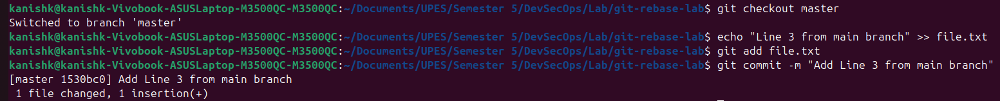 kanishk@kanishk-Vivobook-ASUSLaptop-M3500QC-M3500QC:~/Documents/UPES/Semester 5/DevSecOps/Lab/git-rebase-lab$ git checkout master
Switched to branch 'master'
kanishk@kanishk-Vivobook-ASUSLaptop-M3500QC-M3500QC:~/Documents/UPES/Semester 5/DevSecOps/Lab/git-rebase-lab$ echo "Line 3 from main branch" >> file.txt
kanishk@kanishk-Vivobook-ASUSLaptop-M3500QC-M3500QC:~/Documents/UPES/Semester 5/DevSecOps/Lab/git-rebase-lab$ git add file.txt
kanishk@kanishk-Vivobook-ASUSLaptop-M3500QC-M3500QC:~/Documents/UPES/Semester 5/DevSecOps/Lab/git-rebase-lab$ git commit -m "Add Line 3 from main branch"
[master 1530bc0] Add Line 3 from main branch
 1 file changed, 1 insertion(+)